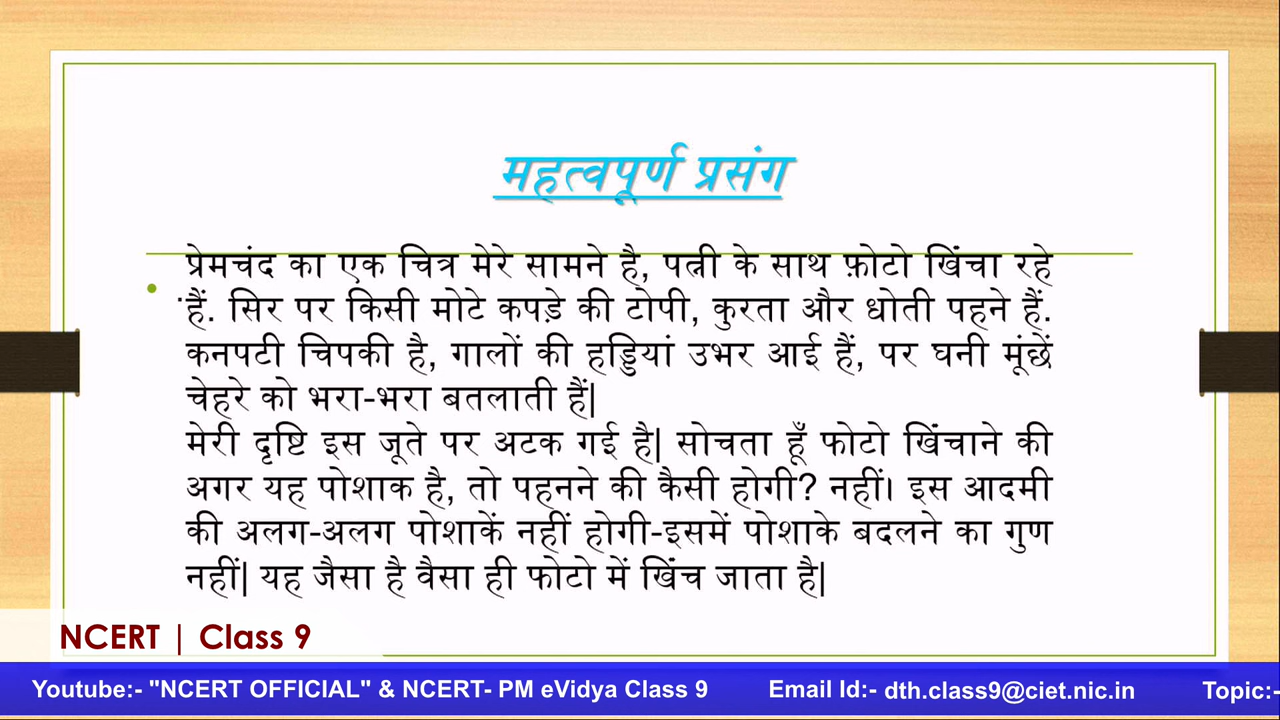 महत्वपूर्ण प्रसंग
प्रेमचंद का एक चित्र मेरे सामने है, पत्नी के साथ फ़ोटो खिंचा रहे
हैं. सिर पर किसी मोटे कपड़े की टोपी, कुरता और धोती पहने हैं.
कनपटी चिपकी है, गालों की हड्डियां उभर आई हैं, पर घनी मूंछें
चेहरे को भरा-भरा बतलाती हैं|
मेरी दृष्टि इस जूते पर अटक गई है| सोचता हूँ फोटो खिंचाने की
अगर यह पोशाक है, तो पहनने की कैसी होगी? नहीं। इस आदमी
की अलग-अलग पोशाकें नहीं होगी-इसमें पोशाके बदलने का गुण
नहीं| यह जैसा है वैसा ही फोटो में खिंच जाता है|
NCERT | Class 9
Youtube:- "NCERT OFFICIAL" & NCERT- PM eVidya Class 9 Email Id:- dth.class9@ciet.nic.in Topic:-